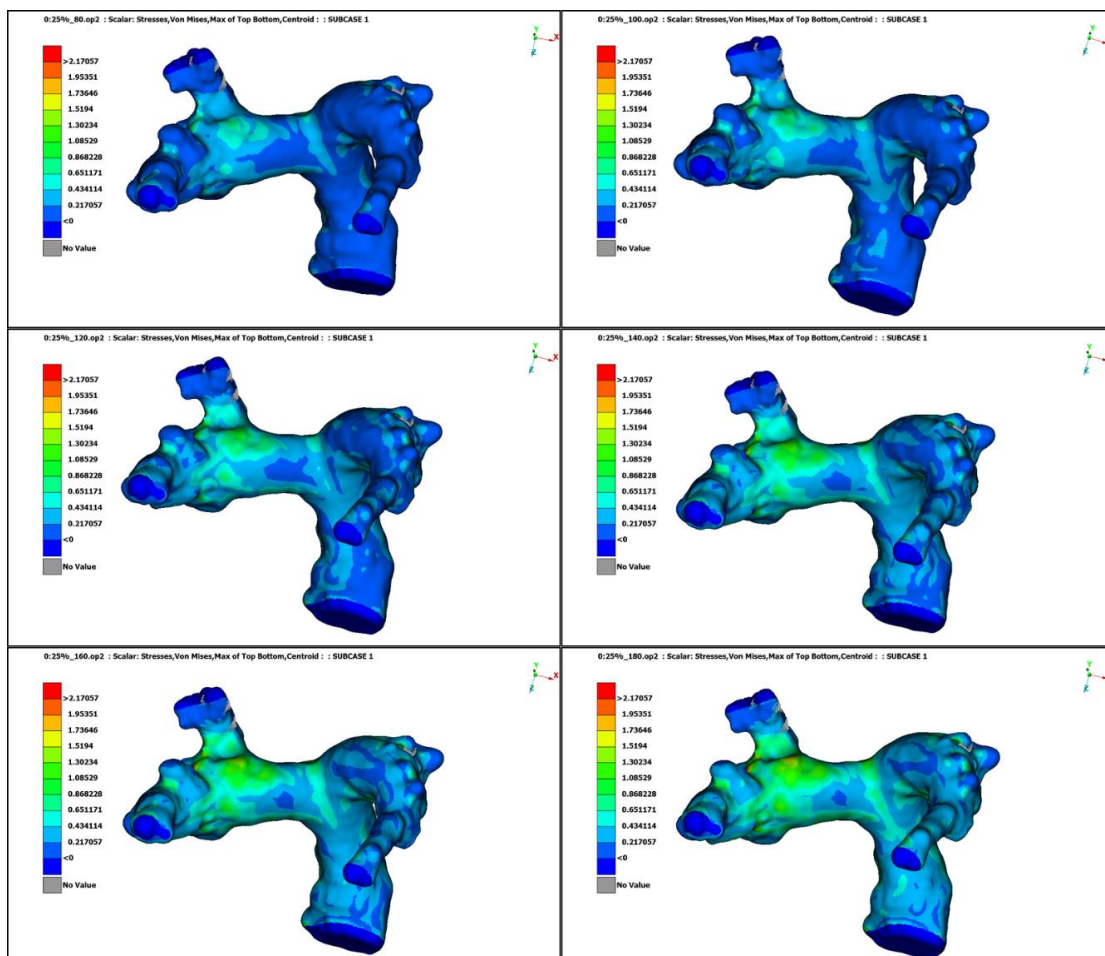 0:25%_80.op2 : Scalar: Stresses,Von Mises,Max of Top Bottom,Centroid : : SUBCASE 1
>2.17057
1.95351
1.73646
1.5194
1.30234
1.08529
0.868228
0.651171
0.434114
0.217057
<0
No Value
Y
X
Z
0:25%_100.op2 : Scalar: Stresses,Von Mises,Max of Top Bottom,Centroid : : SUBCASE 1
>2.17057
1.95351
1.73646
1.5194
1.30234
1.08529
0.868228
0.651171
0.434114
0.217057
<0
No Value
Y
X
Z
0:25%_120.op2 : Scalar: Stresses,Von Mises,Max of Top Bottom,Centroid : : SUBCASE 1
>2.17057
1.95351
1.73646
1.5194
1.30234
1.08529
0.868228
0.651171
0.434114
0.217057
<0
No Value
Y
X
Z
0:25%_140.op2 : Scalar: Stresses,Von Mises,Max of Top Bottom,Centroid : : SUBCASE 1
>2.17057
1.95351
1.73646
1.5194
1.30234
1.08529
0.868228
0.651171
0.434114
0.217057
<0
No Value
Y
X
Z
0:25%_160.op2 : Scalar: Stresses,Von Mises,Max of Top Bottom,Centroid : : SUBCASE 1
>2.17057
1.95351
1.73646
1.5194
1.30234
1.08529
0.868228
0.651171
0.434114
0.217057
<0
No Value
Y
X
Z
0:25%_180.op2 : Scalar: Stresses,Von Mises,Max of Top Bottom,Centroid : : SUBCASE 1
>2.17057
1.95351
1.73646
1.5194
1.30234
1.08529
0.868228
0.651171
0.434114
0.217057
<0
No Value
Y
X
Z